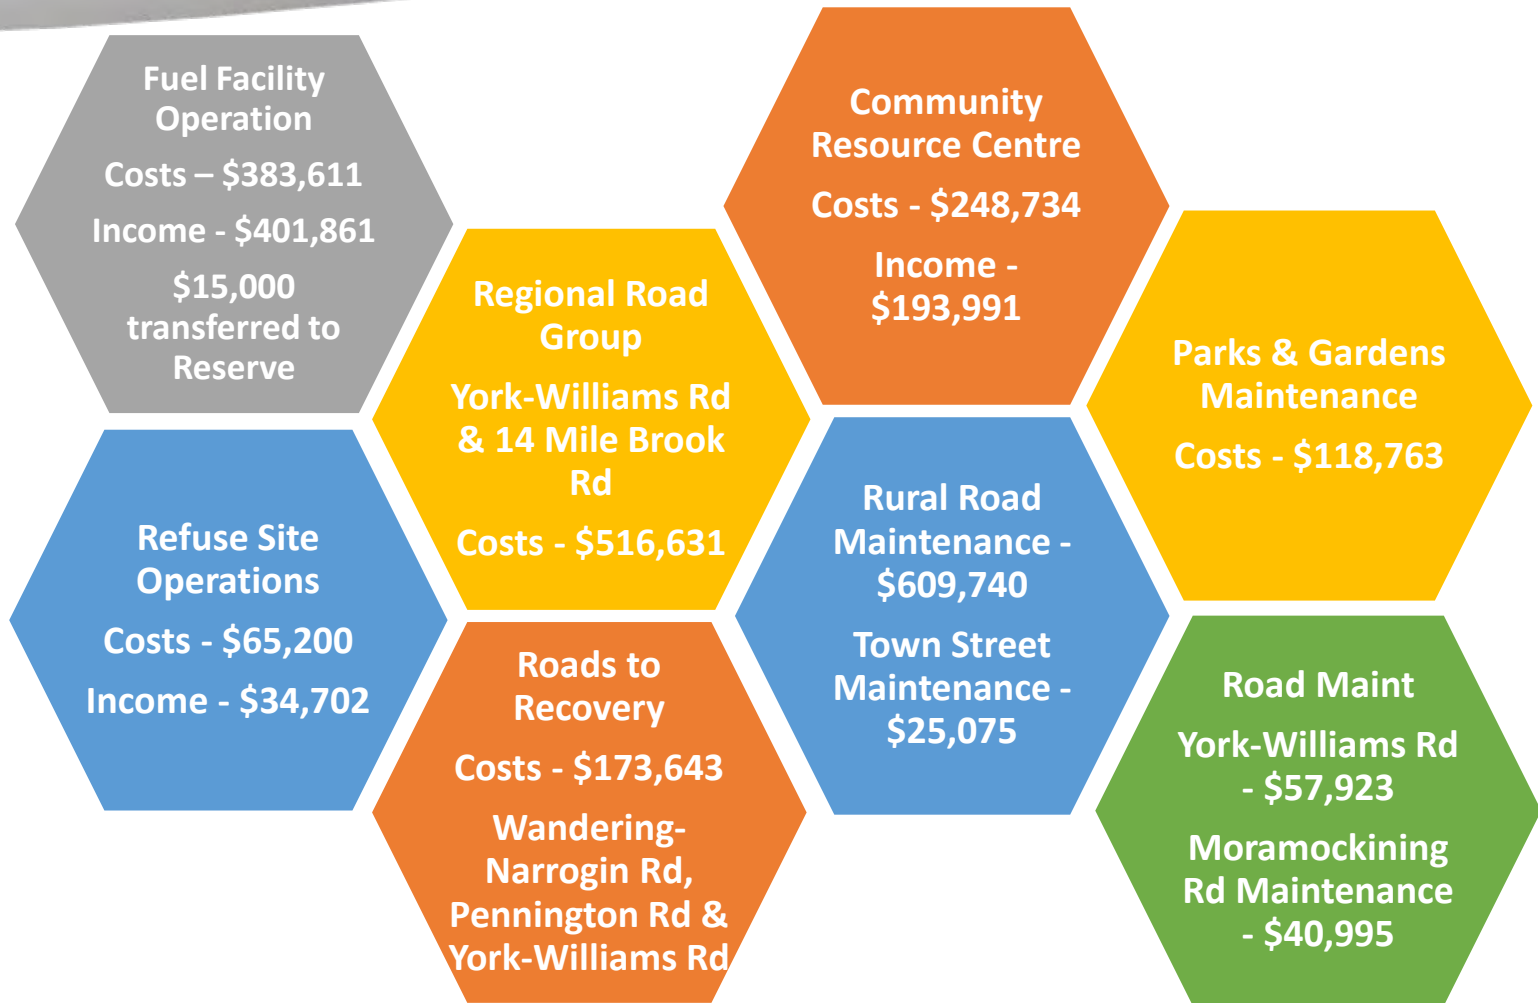 Fuel Facility
Operation
Costs – $383,611
Income - $401,861
$15,000
transferred to
Reserve
Community
Resource Centre
Costs - $248,734
Income -
$193,991
Regional Road
Group
York-Williams Rd
& 14 Mile Brook
Rd
Costs - $516,631
Parks & Gardens
Maintenance
Costs - $118,763
Refuse Site
Operations
Costs - $65,200
Income - $34,702
Rural Road
Maintenance -
$609,740
Town Street
Maintenance -
$25,075
Roads to
Recovery
Costs - $173,643
Wandering-
Narrogin Rd,
Pennington Rd &
York-Williams Rd
Road Maint
York-Williams Rd
- $57,923
Moramockining
Rd Maintenance
- $40,995